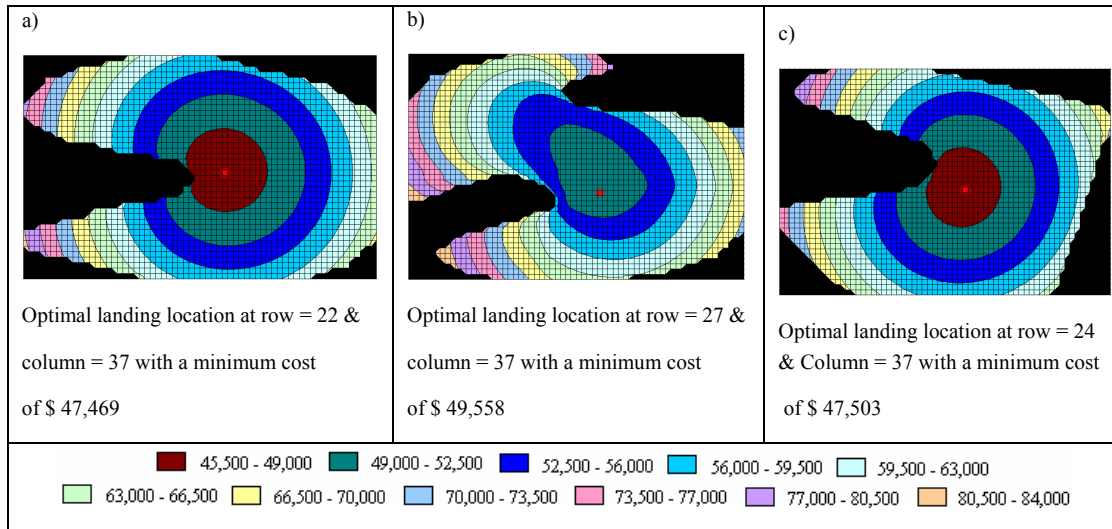 a)
Optimal landing location at row = 22 &
column = 37 with a minimum cost
of $ 47,469
b)
Optimal landing location at row = 27 &
column = 37 with a minimum cost
of $ 49,558
c)
Optimal landing location at row = 24
& Column = 37 with a minimum cost
of $ 47,503
45,500 - 49,000 49,000 - 52,500 52,500 - 56,000 56,000 - 59,500 59,500 - 63,000
63,000 - 66,500 66,500 - 70,000 70,000 - 73,500 73,500 - 77,000 77,000 - 80,500 80,500 - 84,000